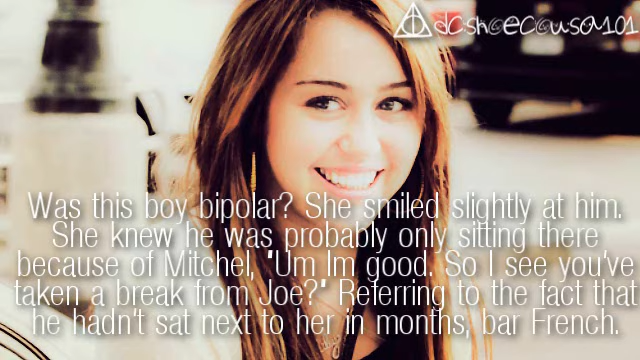 dcshoecousa101
Was this boy bipolar? She smiled slightly at him.
She knew he was probably only sitting there
because of Mitchel, "Um Im good. So I see you've
taken a break from Joe?" Referring to the fact that
he hadn't sat next to her in months, bar French.